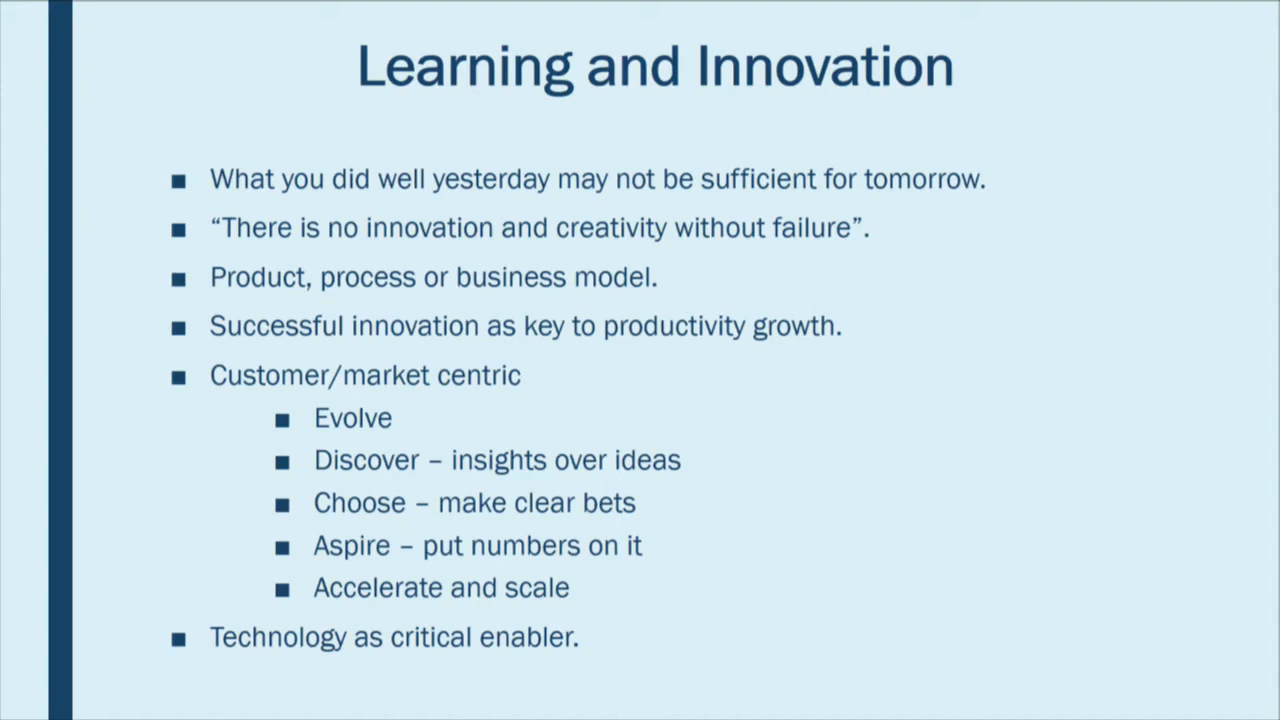 Learning and Innovation
■ What you did well yesterday may not be sufficient for tomorrow.
■ “There is no innovation and creativity without failure”.
■ Product, process or business model.
■ Successful innovation as key to productivity growth.
■ Customer/market centric
■ Evolve
■ Discover – insights over ideas
■ Choose – make clear bets
■ Aspire – put numbers on it
■ Accelerate and scale
■ Technology as critical enabler.